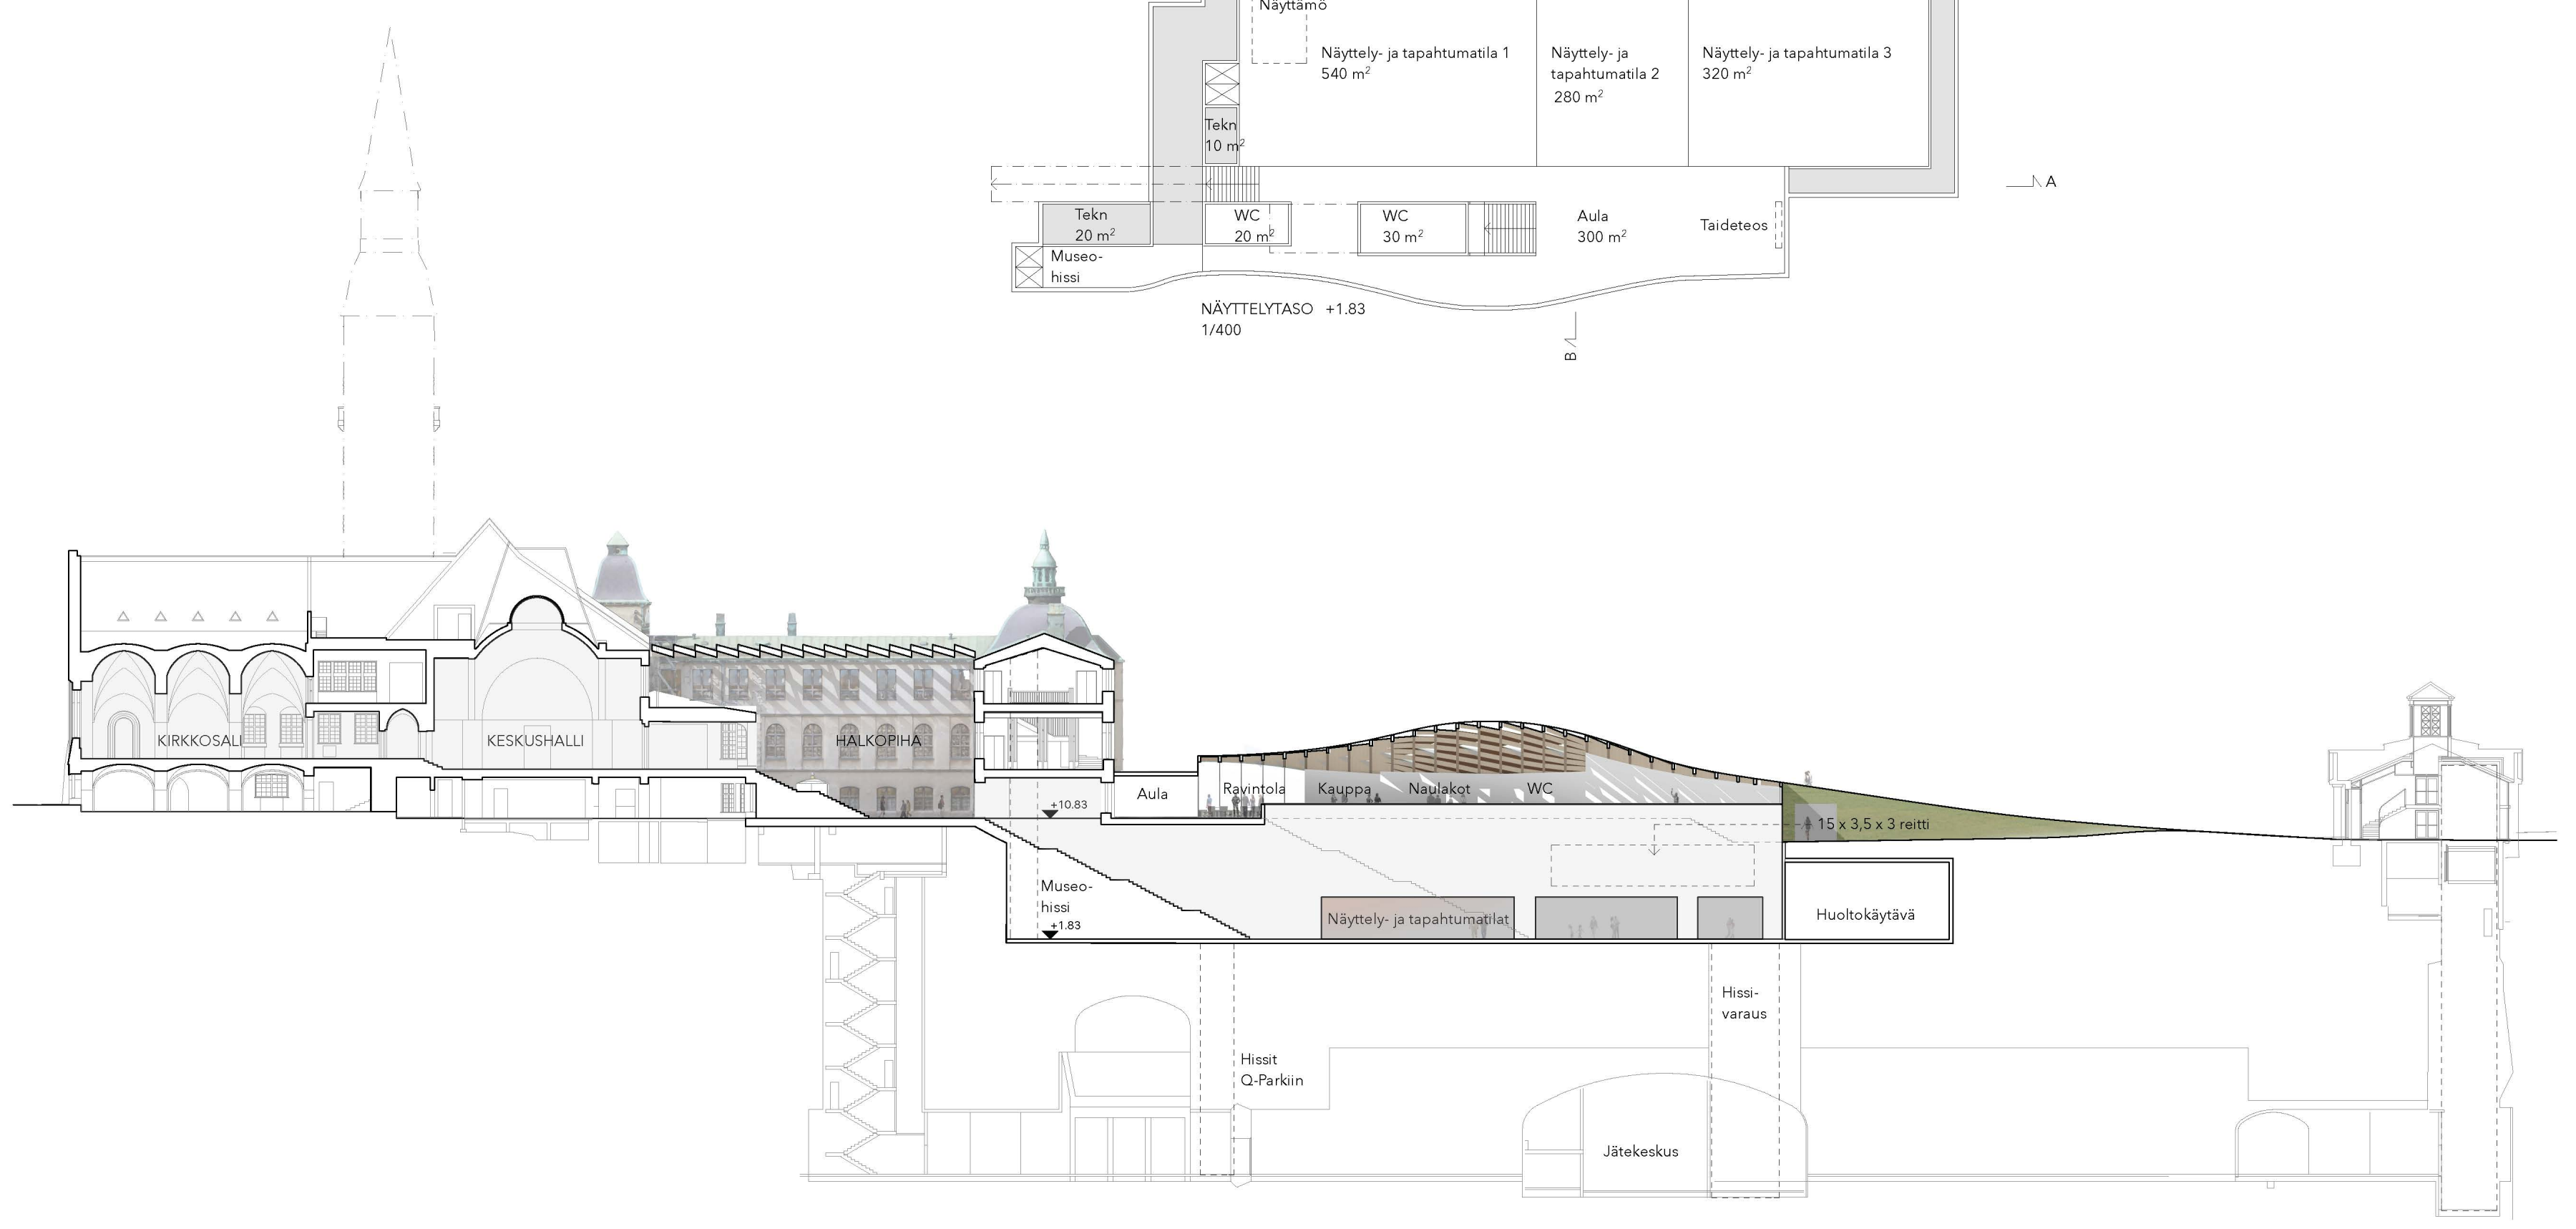 Näyttämö
Näyttely- ja tapahtumatila 1
540 m²
Näyttely- ja
tapahtumatila 2
280 m²
Näyttely- ja tapahtumatila 3
320 m²
Tekn
10 m²
A
Tekn
20 m²
WC
20 m²
WC
30 m²
Aula
300 m²
Taideteos
Museo-
hissi
NÄYTTELYTASO +1.83
1/400
B
KIRKKOSALI
KESKUSHALLI
HALKOPIHA
Aula
Ravintola
Kauppa
Naulakot
WC
+10.83
15 x 3,5 x 3 reitti
Museo-
hissi
+1.83
Näyttely- ja tapahtumatilat
Huoltokäytävä
Hissi-
varaus
Hissit
Q-Parkiin
Jätekeskus